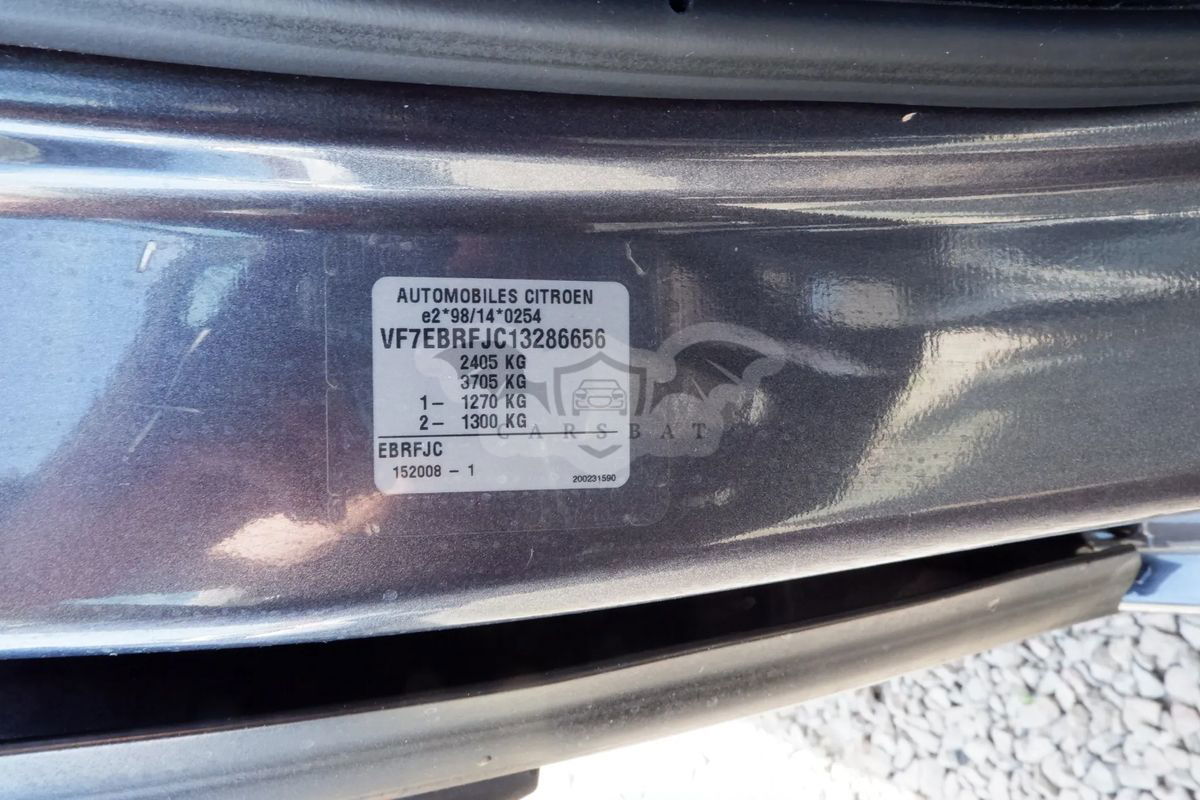 AUTOMOBILES CITROEN
e2*98/14*0254
VF7EBRFJC13286656
2405 KG
3705 KG
1- 1270 KG
2- 1300 KG
EBRFJC
152008 - 1
200231590
CARSBAT